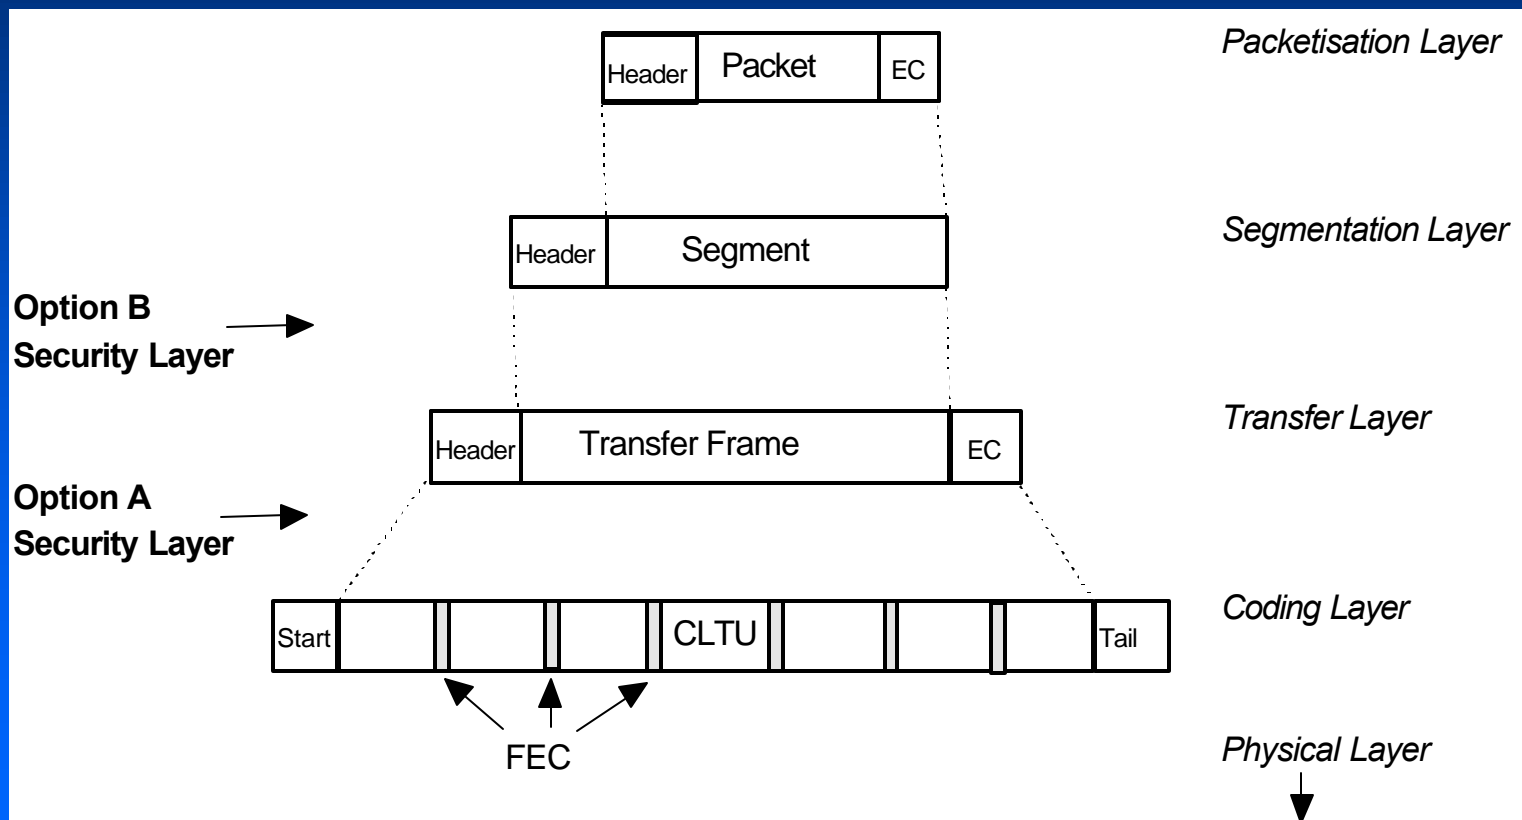 Packetisation Layer
Header Packet EC
Segmentation Layer
Header Segment
Option B
Security Layer
Transfer Layer
Header Transfer Frame EC
Option A
Security Layer
Coding Layer
Start CLTU Tail
FEC
Physical Layer